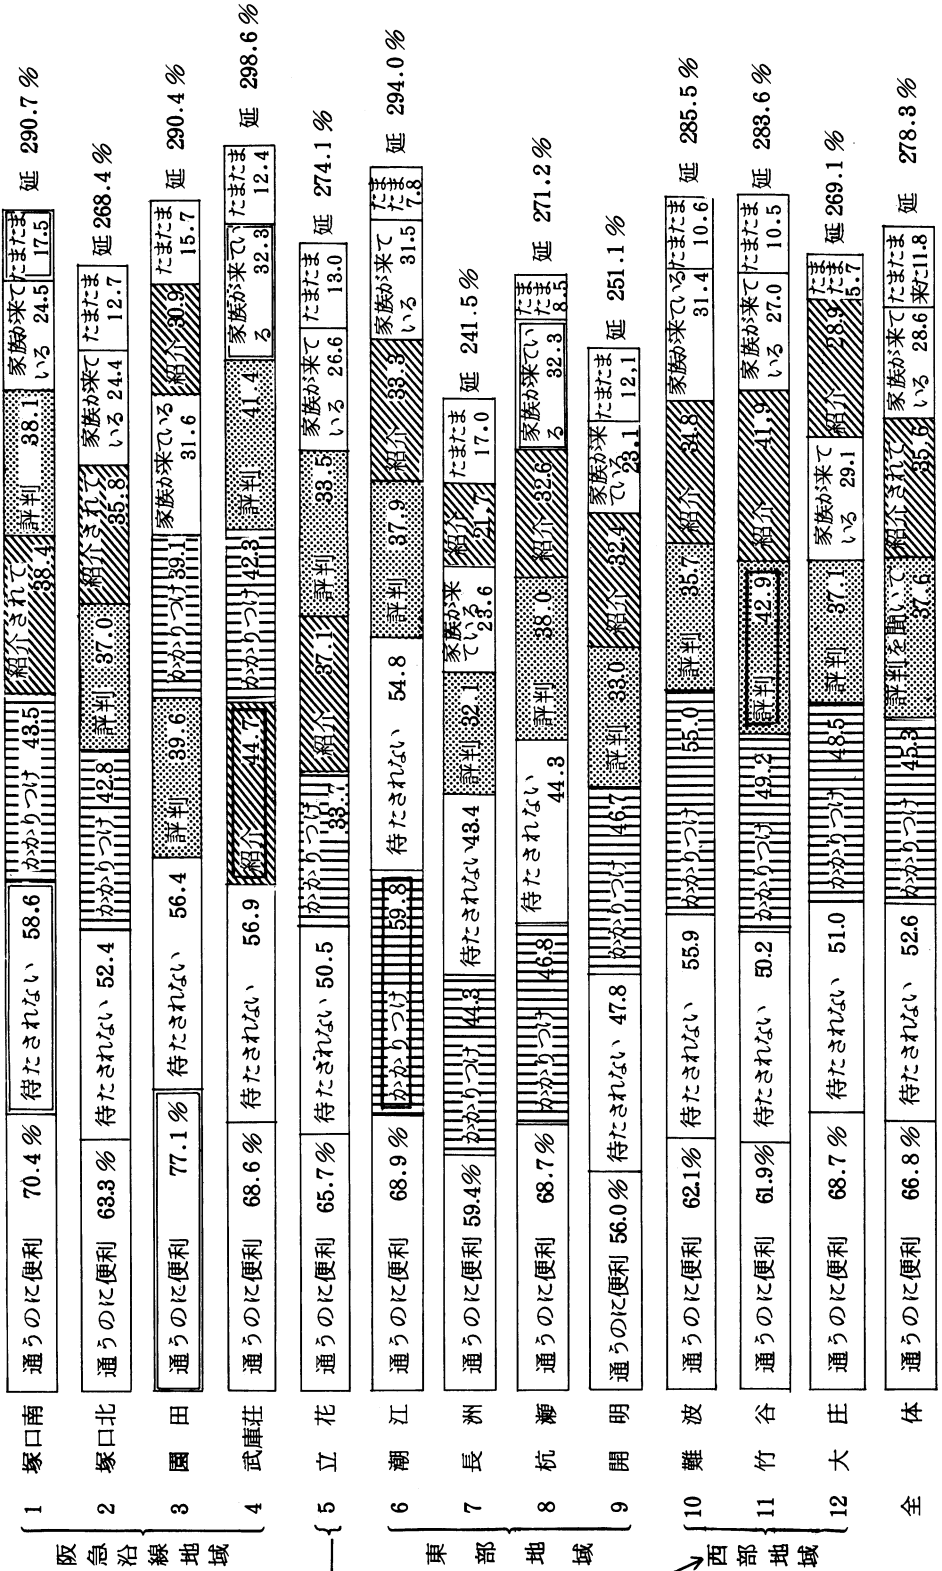 阪急沿線地域
1 塚口南 通うのに便利 70.4% 待たされない 58.6 かかりつけ 43.5 紹介されて 38.4 評判 38.1 家族が来ている 24.5 たまたま 17.5 延 290.7%
2 塚口北 通うのに便利 63.3% 待たされない 52.4 かかりつけ 42.8 評判 37.0 紹介されて 35.8 家族が来ている 24.4 たまたま 12.7 延 268.4%
3 園田 通うのに便利 77.1% 待たされない 56.4 評判 39.6 かかりつけ 39.1 家族が来ている 31.6 紹介 30.9 たまたま 15.7 延 290.4%
4 武庫荘 通うのに便利 68.6% 待たされない 56.9 紹介 44.7 かかりつけ 42.3 評判 41.4 家族が来ている 32.3 たまたま 12.4 延 298.6%
5 立花 通うのに便利 65.7% 待たされない 50.5 かかりつけ 33.7 紹介 37.1 評判 33.5 家族が来ている 26.6 たまたま 13.0 延 274.1%
東部地域
6 潮江 通うのに便利 68.9% かかりつけ 59.8 待たされない 54.8 評判 37.9 紹介 33.3 家族が来ている 31.5 たまたま 7.8 延 294.0%
7 長洲 通うのに便利 59.4% かかりつけ 44.3 待たされない 43.4 評判 32.1 家族が来ている 23.6 紹介 21.7 たまたま 17.0 延 241.5%
8 杭瀬 通うのに便利 68.7% かかりつけ 46.8 待たされない 44.3 評判 38.0 紹介 32.6 家族が来ている 32.3 たまたま 8.5 延 271.2%
9 開明 通うのに便利 56.0% 待たされない 47.8 かかりつけ 46.7 評判 33.0 紹介 32.4 家族が来ている 23.1 たまたま 12.1 延 251.1%
西部地域
10 難波 通うのに便利 62.1% 待たされない 55.9 かかりつけ 55.0 評判 35.7 紹介 34.8 家族が来ている 31.4 たまたま 10.6 延 285.5%
11 竹谷 通うのに便利 61.9% 待たされない 50.2 かかりつけ 49.2 評判 42.9 紹介 41.9 家族が来ている 27.0 たまたま 10.5 延 283.6%
12 大庄 通うのに便利 68.7% 待たされない 51.0 かかりつけ 48.5 評判 37.1 家族が来ている 29.1 紹介 28.9 たまたま 5.7 延 269.1%
全体 通うのに便利 66.8% 待たされない 52.6 かかりつけ 45.3 評判を聞いて 37.6 紹介されて 35.6 家族が来ている 28.6 たまたま来た 11.8 延 278.3%